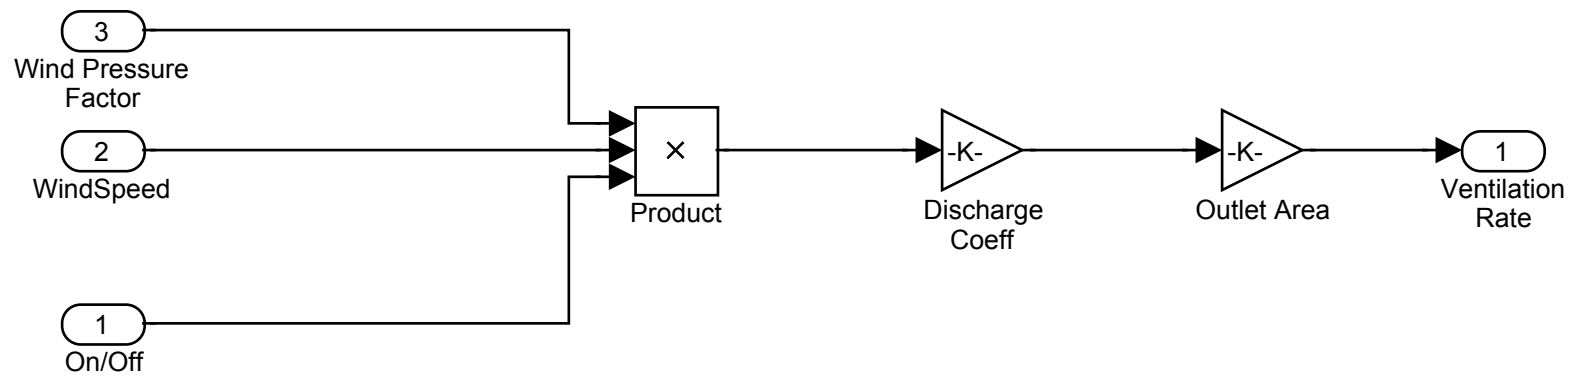 3
Wind Pressure
Factor
2
WindSpeed
1
On/Off
×
Product
-K-
Discharge
Coeff
-K-
Outlet Area
1
Ventilation
Rate